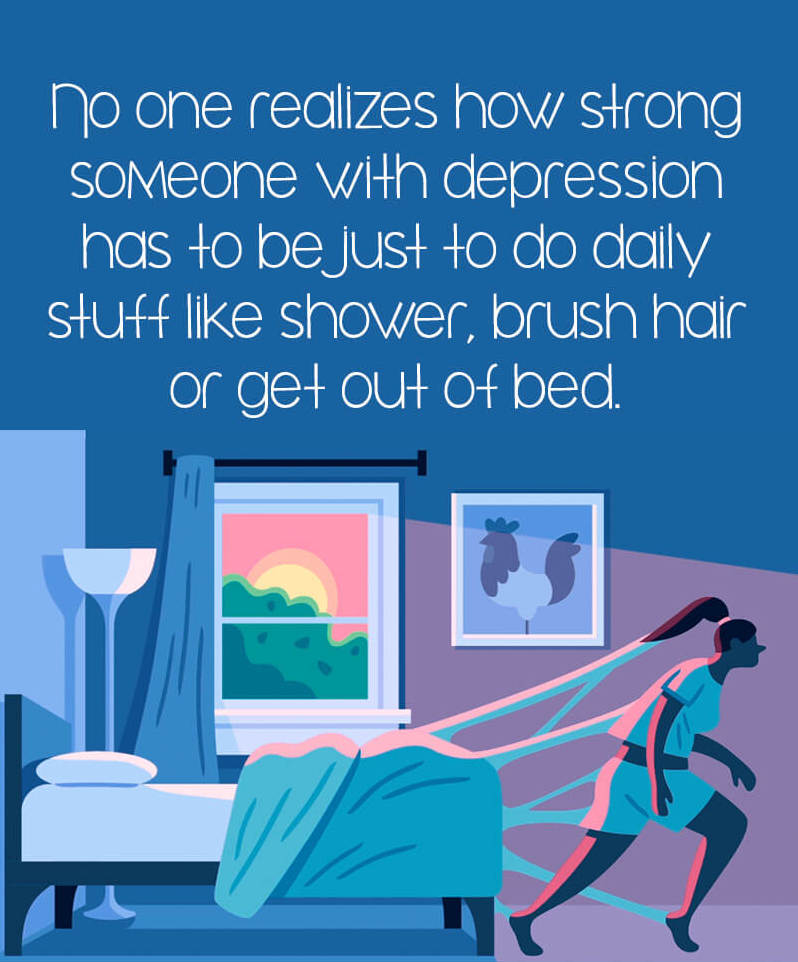 No one realizes how strong
someone with depression
has to be just to do daily
stuff like shower, brush hair
or get out of bed.